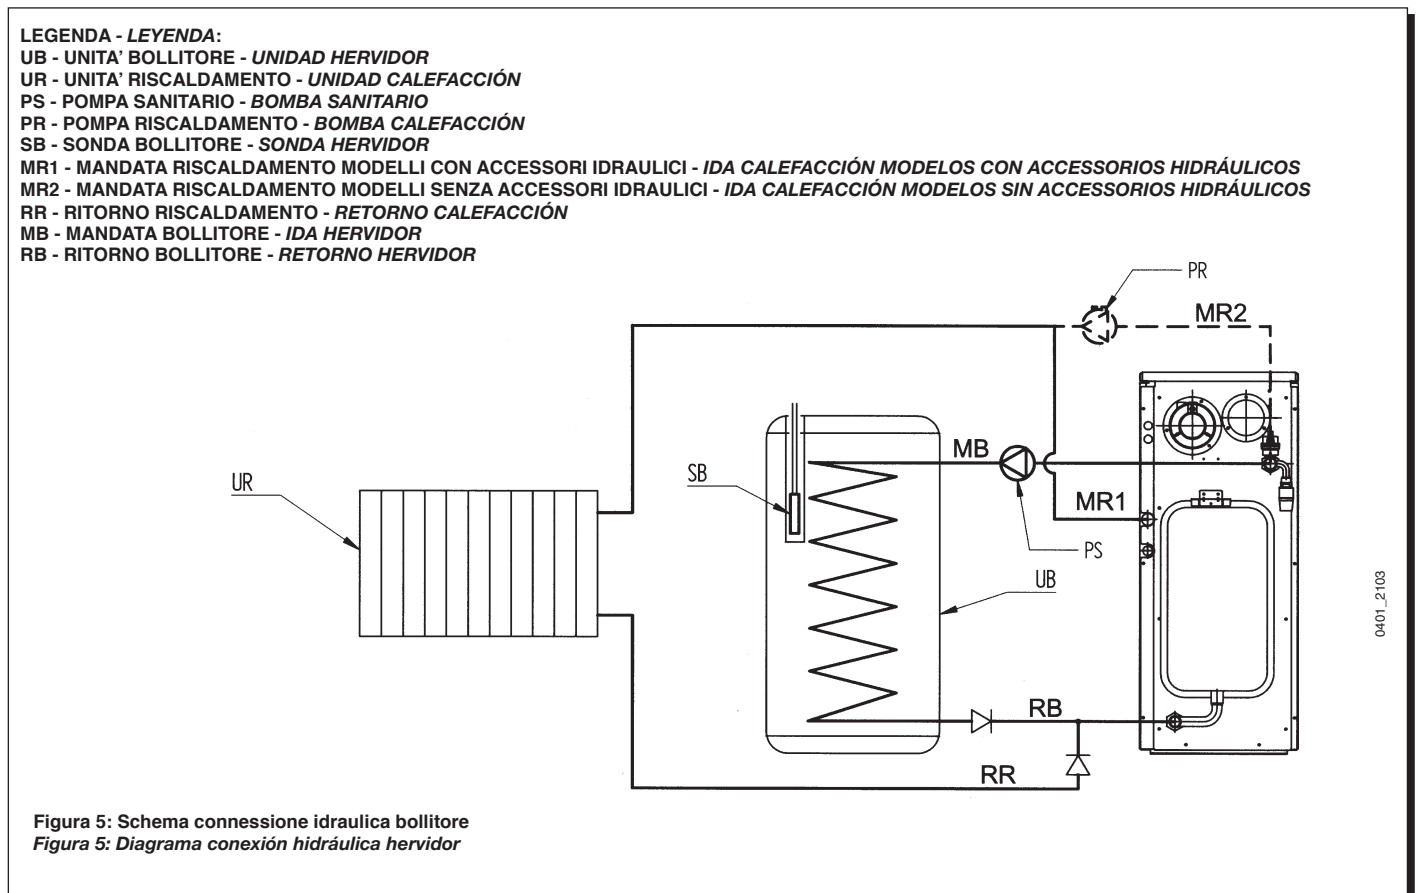 LEGENDA - LEYENDA:
UB - UNITA' BOLLITORE - UNIDAD HERVIDOR
UR - UNITA' RISCALDAMENTO - UNIDAD CALEFACCIÓN
PS - POMPA SANITARIO - BOMBA SANITARIO
PR - POMPA RISCALDAMENTO - BOMBA CALEFACCIÓN
SB - SONDA BOLLITORE - SONDA HERVIDOR
MR1 - MANDATA RISCALDAMENTO MODELLI CON ACCESSORI IDRAULICI - IDA CALEFACCIÓN MODELOS CON ACCESSORIOS HIDRÁULICOS
MR2 - MANDATA RISCALDAMENTO MODELLI SENZA ACCESSORI IDRAULICI - IDA CALEFACCIÓN MODELOS SIN ACCESSORIOS HIDRÁULICOS
RR - RITORNO RISCALDAMENTO - RETORNO CALEFACCIÓN
MB - MANDATA BOLLITORE - IDA HERVIDOR
RB - RITORNO BOLLITORE - RETORNO HERVIDOR
PR
MR2
MB
SB
UR
MR1
PS
UB
RB
RR
0401_2103
Figura 5: Schema connessione idraulica bollitore
Figura 5: Diagrama conexión hidráulica hervidor